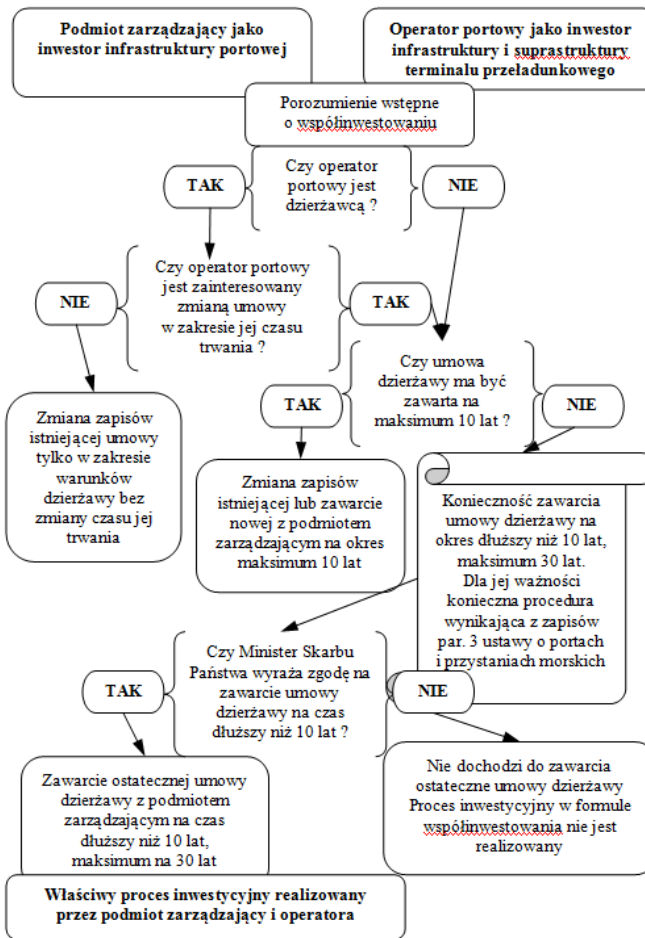 Podmiot zarządzający jako
inwestor infrastruktury portowej
Operator portowy jako inwestor
infrastruktury i suprastruktury
terminalu przeładunkowego
Porozumienie wstępne
o współinwestowaniu
TAK
Czy operator
portowy jest
dzierżawcą ?
NIE
NIE
Czy operator portowy
jest zainteresowany
zmianą umowy
w zakresie jej czasu
trwania ?
TAK
TAK
Czy umowa
dzierżawy ma być
zawarta na
maksimum 10 lat ?
NIE
Zmiana zapisów
istniejącej umowy
tylko w zakresie
warunków
dzierżawy bez
zmiany czasu jej
trwania
Zmiana zapisów
istniejącej lub zawarcie
nowej z podmiotem
zarządzającym na okres
maksimum 10 lat
Konieczność zawarcia
umowy dzierżawy na
okres dłuższy niż 10 lat,
maksimum 30 lat.
Dla jej ważności
konieczna procedura
wynikająca z zapisów
par. 3 ustawy o portach
i przystaniach morskich
TAK
Czy Minister Skarbu
Państwa wyraża zgodę na
zawarcie umowy
dzierżawy na czas
dłuższy niż 10 lat ?
NIE
Zawarcie ostatecznej umowy
dzierżawy z podmiotem
zarządzającym na czas
dłuższy niż 10 lat,
maksimum na 30 lat
Nie dochodzi do zawarcia
ostateczne umowy dzierżawy
Proces inwestycyjny w formule
współinwestowania nie jest
realizowany
Właściwy proces inwestycyjny realizowany
przez podmiot zarządzający i operatora